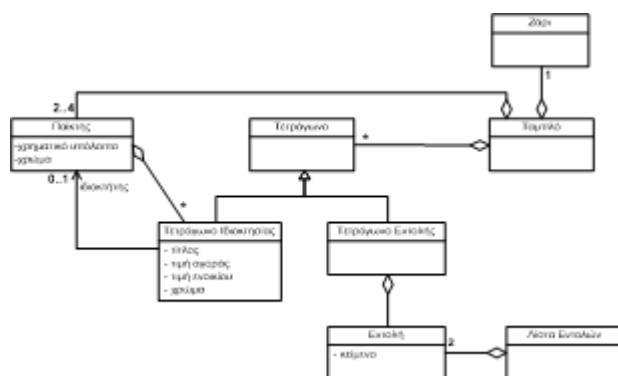 Ζάρι
1
2..4
Παίκτης
-χρηματικό υπόλοιπο
-χρώμα
Τετράγωνο
*
Ταμπλό
0..1
ιδιοκτήτης
*
Τετράγωνο Ιδιοκτησίας
- τίτλος
- τιμή αγοράς
- τιμή ενοικίου
- χρώμα
Τετράγωνο Εντολής
Εντολή
- κείμενο
2
Λίστα Εντολών